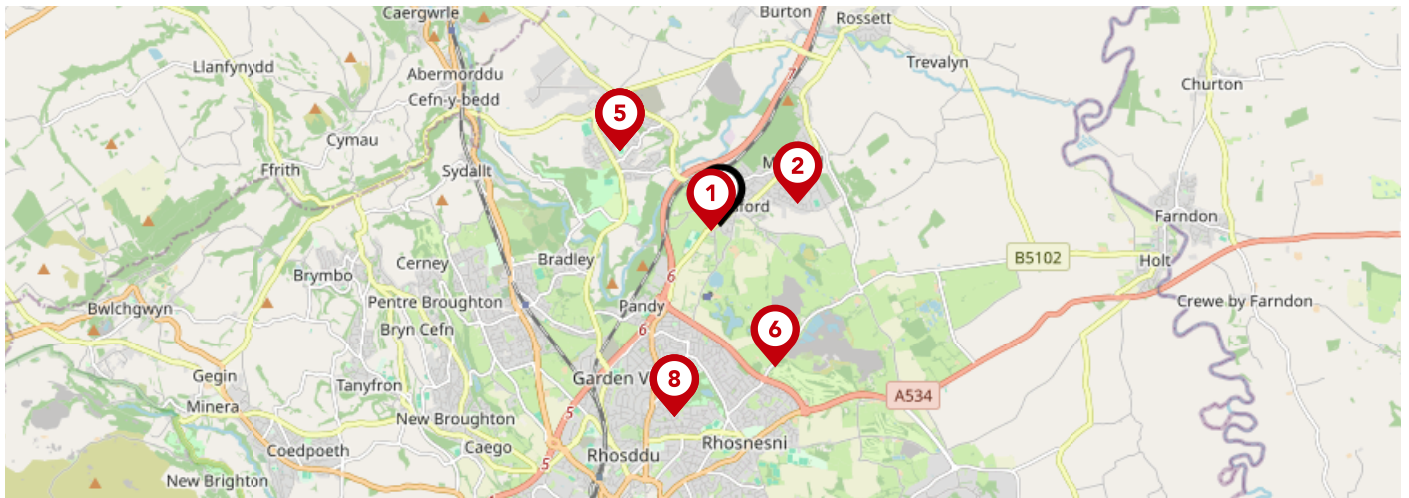 Caergwrle
Burton
Rossett
Llanfynydd
Abermorddu
7
Trevalyn
Churton
Cefn-y-bedd
5
Cymau
Ffrith
Sydallt
2
1
Farndon
Bradley
B5102
Holt
Cerney
6
Brymbo
Pentre Broughton
Pandy
Crewe by Farndon
Bwlchgwyn
Bryn Cefn
6
6
Gegin
Tanyfron
Garden
8
A534
Minera
New Broughton
5
Coedpoeth
Caego
Rhosddu
Rhosnesni
5
New Brighton